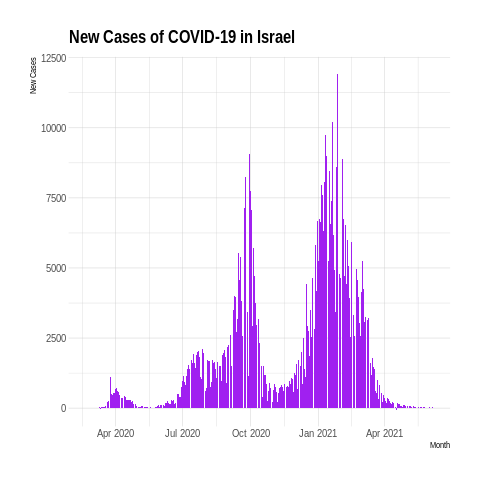 New Cases of COVID-19 in Israel
New Cases
12500
10000
7500
5000
2500
0
Apr 2020 Jul 2020 Oct 2020 Jan 2021 Apr 2021
Month